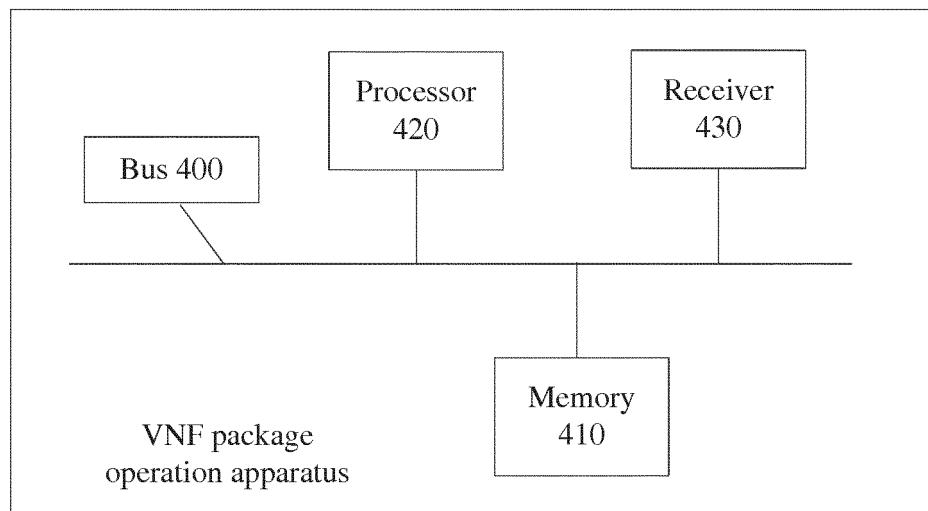 Processor
420
Receiver
430
Bus 400
Memory
410
VNF package
operation apparatus